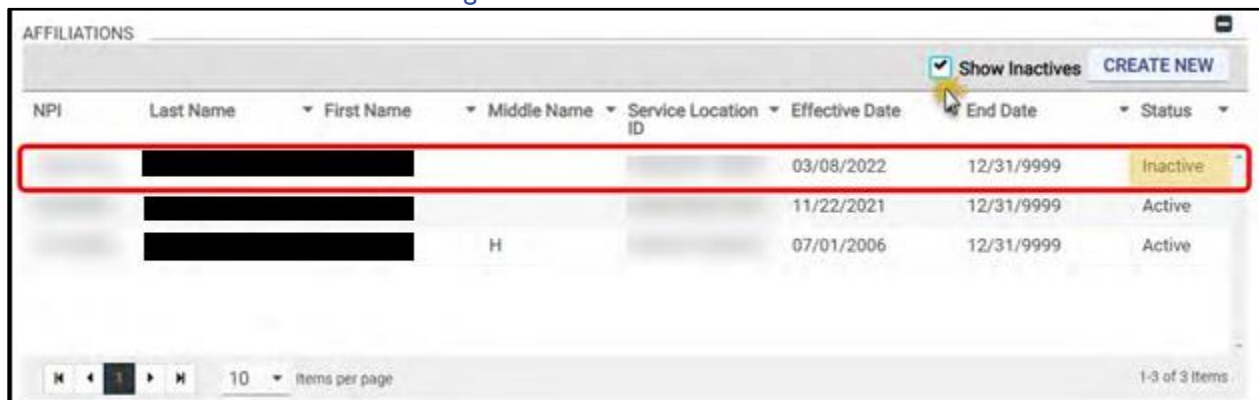 AFFILIATIONS
Show Inactives CREATE NEW
NPI Last Name First Name Middle Name Service Location ID Effective Date End Date Status
03/08/2022 12/31/9999 Inactive
11/22/2021 12/31/9999 Active
H 07/01/2006 12/31/9999 Active
1 10 Items per page 1-3 of 3 Items